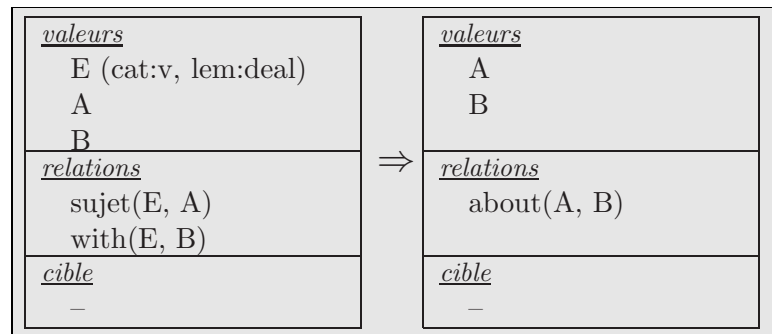 valeurs
E (cat:v, lem:deal)
A
B
relations
sujet(E, A)
with(E, B)
cible
–
⇒
valeurs
A
B
relations
about(A, B)
cible
–